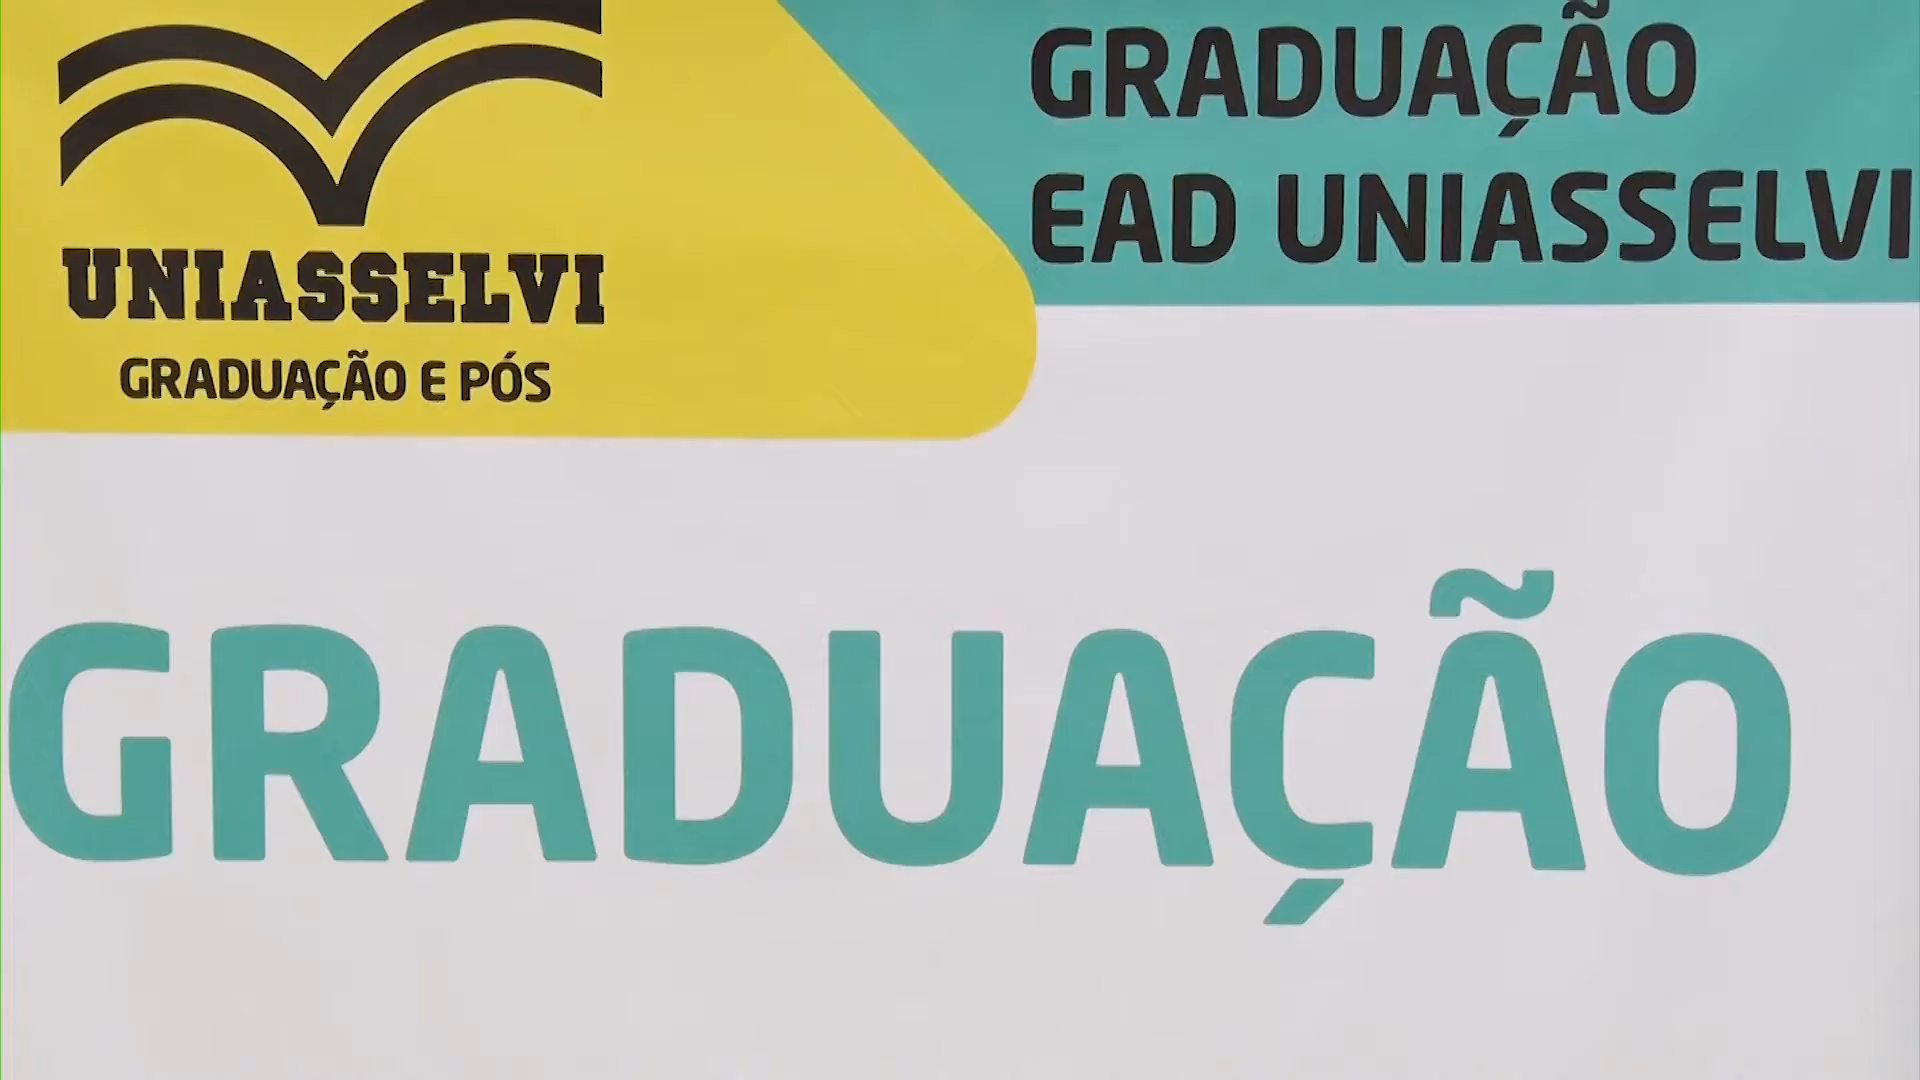 UNIASSELVI
GRADUAÇÃO E PÓS
GRADUAÇÃO
EAD UNIASSELVI
GRADUAÇÃO